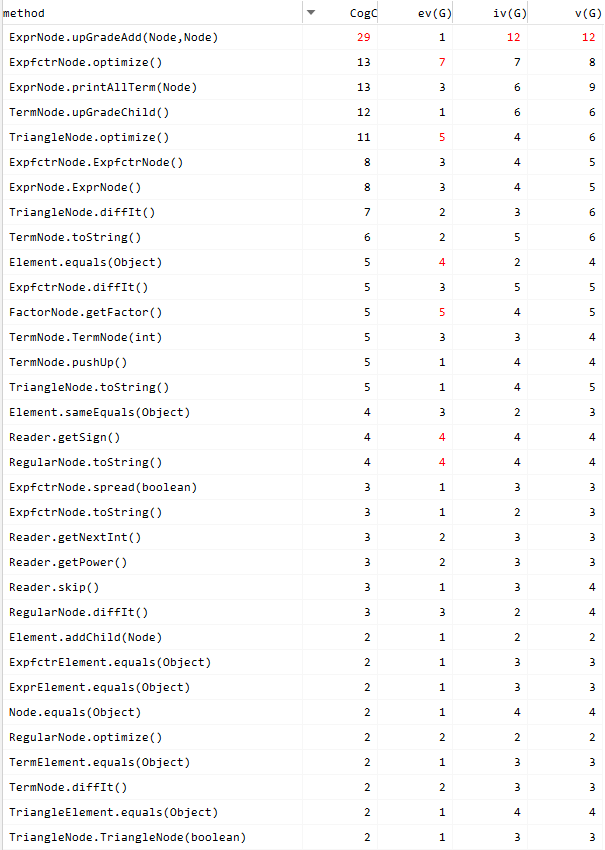 method CogC ev(G) iv(G) v(G)
ExprNode.upGradeAdd(Node,Node) 29 1 12 12
ExpfctrNode.optimize() 13 7 7 8
ExprNode.printAllTerm(Node) 13 3 6 9
TermNode.upGradeChild() 12 1 6 6
TriangleNode.optimize() 11 5 4 6
ExpfctrNode.ExpfctrNode() 8 3 4 5
ExprNode.ExprNode() 8 3 4 5
TriangleNode.diffIt() 7 2 3 6
TermNode.toString() 6 2 5 6
Element.equals(Object) 5 4 2 4
ExpfctrNode.diffIt() 5 3 5 5
FactorNode.getFactor() 5 5 4 5
TermNode.TermNode(int) 5 3 3 4
TermNode.pushUp() 5 1 4 4
TriangleNode.toString() 5 1 4 5
Element.sameEquals(Object) 4 3 2 3
Reader.getSign() 4 4 4 4
RegularNode.toString() 4 4 4 4
ExpfctrNode.spread(boolean) 3 1 3 3
ExpfctrNode.toString() 3 1 2 3
Reader.getNextInt() 3 2 3 3
Reader.getPower() 3 2 3 3
Reader.skip() 3 1 3 4
RegularNode.diffIt() 3 3 2 4
Element.addChild(Node) 2 1 2 2
ExpfctrElement.equals(Object) 2 1 3 3
ExprElement.equals(Object) 2 1 3 3
Node.equals(Object) 2 1 4 4
RegularNode.optimize() 2 2 2 2
TermElement.equals(Object) 2 1 3 3
TermNode.diffIt() 2 2 3 3
TriangleElement.equals(Object) 2 1 4 4
TriangleNode.TriangleNode(boolean) 2 1 3 3